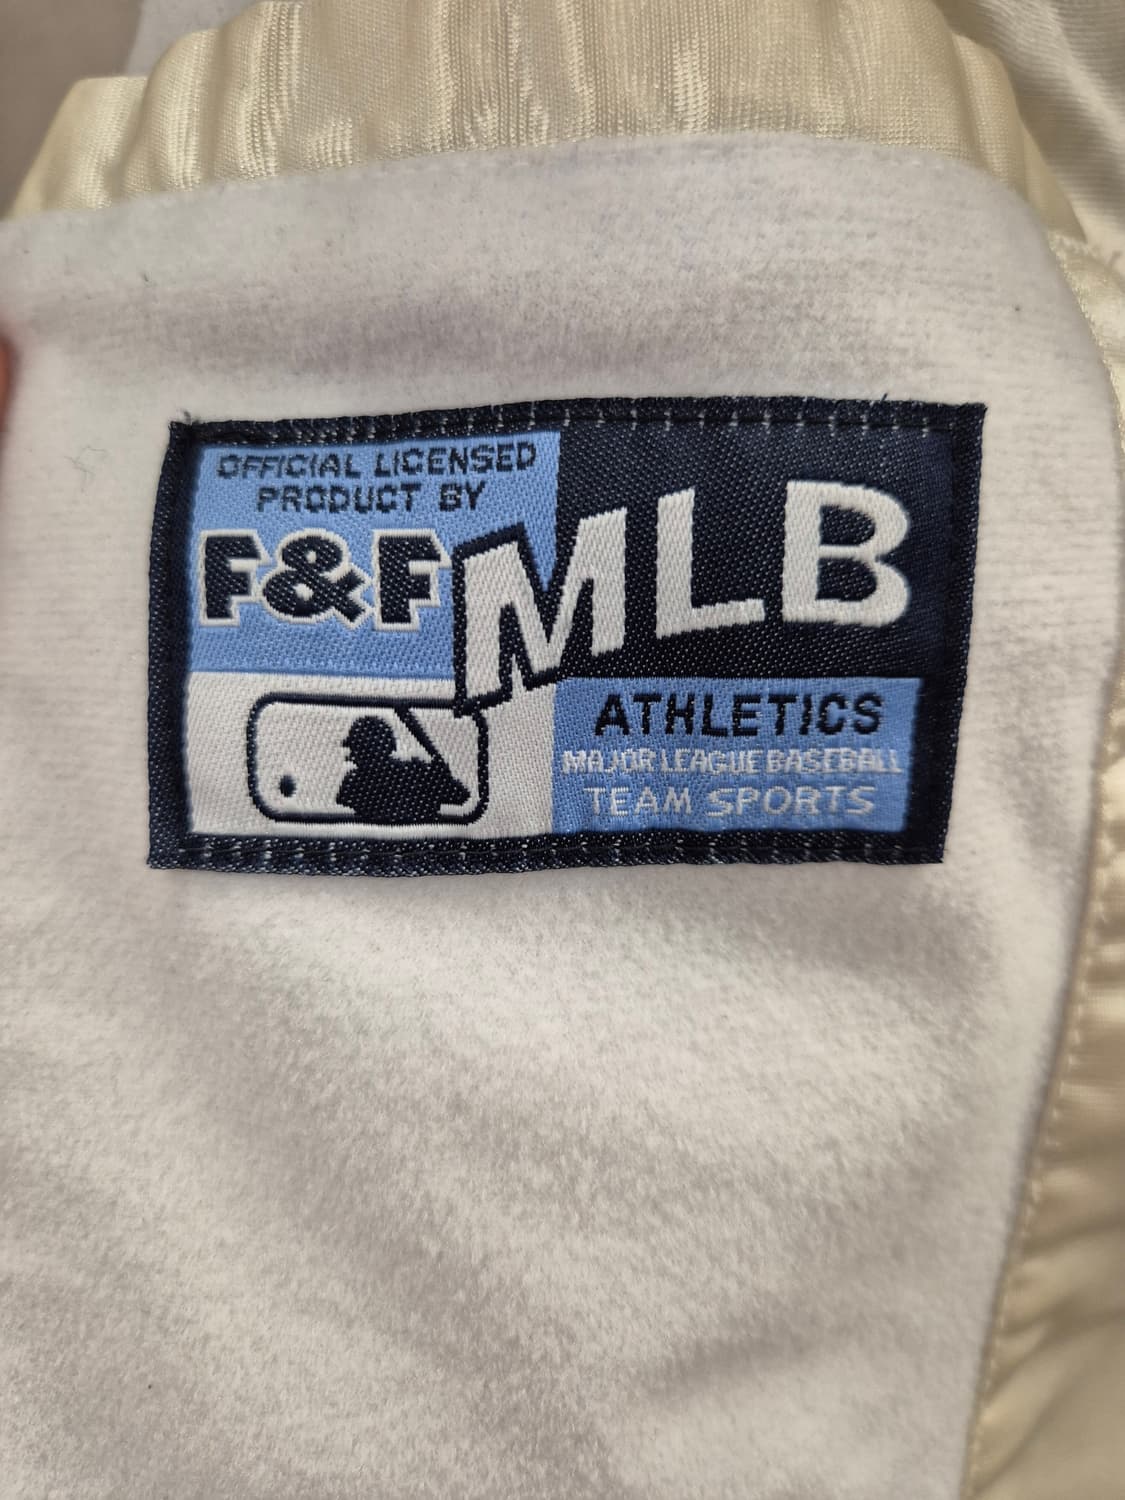 OFFICIAL LICENSED
PRODUCT BY
F&F
MLB
ATHLETICS
MAJOR LEAGUE BASEBALL
TEAM SPORTS